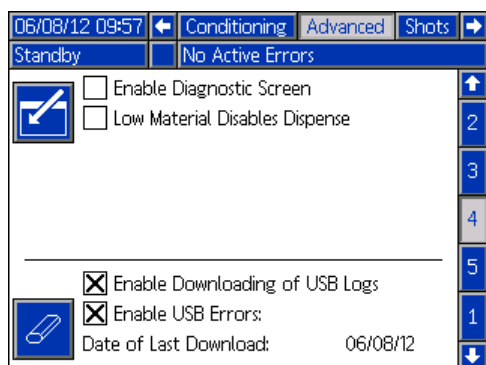 06/08/12 09:57 Conditioning Advanced Shots
Standby No Active Errors
Enable Diagnostic Screen
Low Material Disables Dispense
2
3
4
5
Enable Downloading of USB Logs
Enable USB Errors:
1
Date of Last Download: 06/08/12